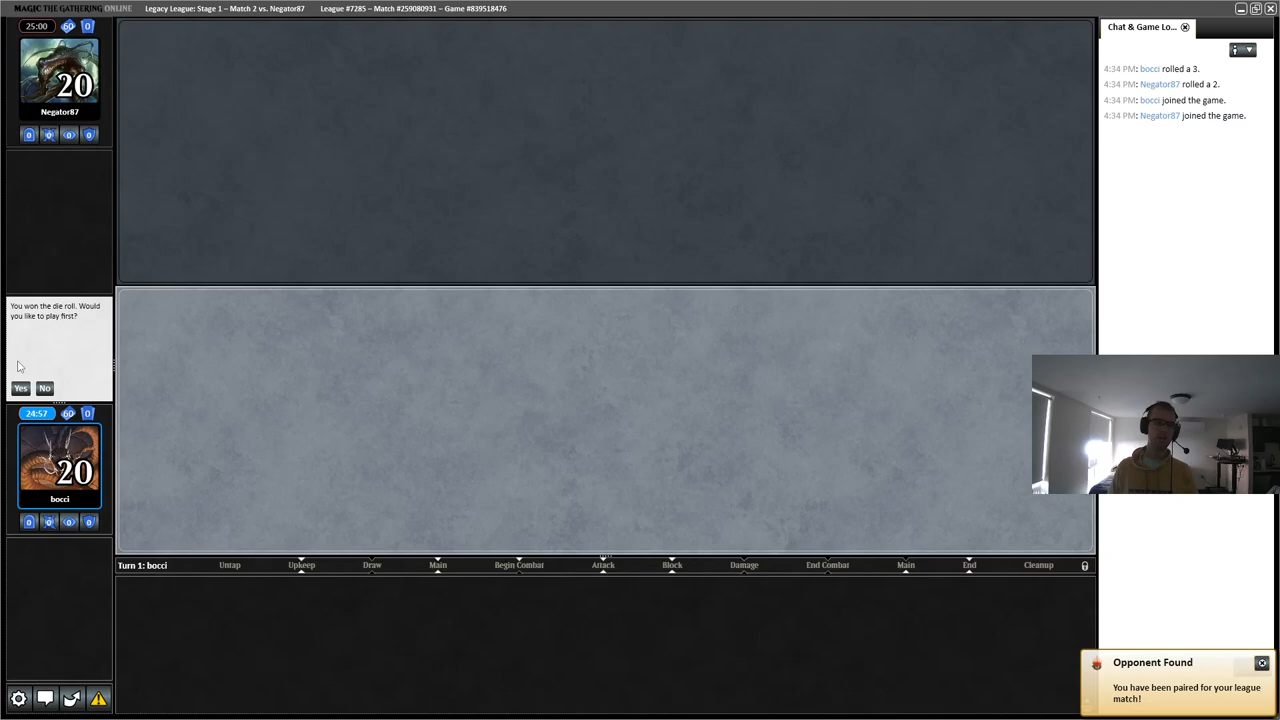 MAGIC THE GATHERING ONLINE
Legacy League: Stage 1 – Match 2 vs. Negator87
League #7285 – Match #259080931 – Game #839518476
25:00
60
0
20
Negator87
0
0
0
0
You won the die roll. Would
you like to play first?
Yes
No
24:57
60
0
20
bocci
0
0
0
0
Turn 1: bocci
Untap
Upkeep
Draw
Main
Begin Combat
Attack
Block
Damage
End Combat
Main
End
Cleanup
Chat & Game Lo...
4:34 PM: bocci rolled a 3.
4:34 PM: Negator87 rolled a 2.
4:34 PM: bocci joined the game.
4:34 PM: Negator87 joined the game.
Opponent Found
You have been paired for your league
match!